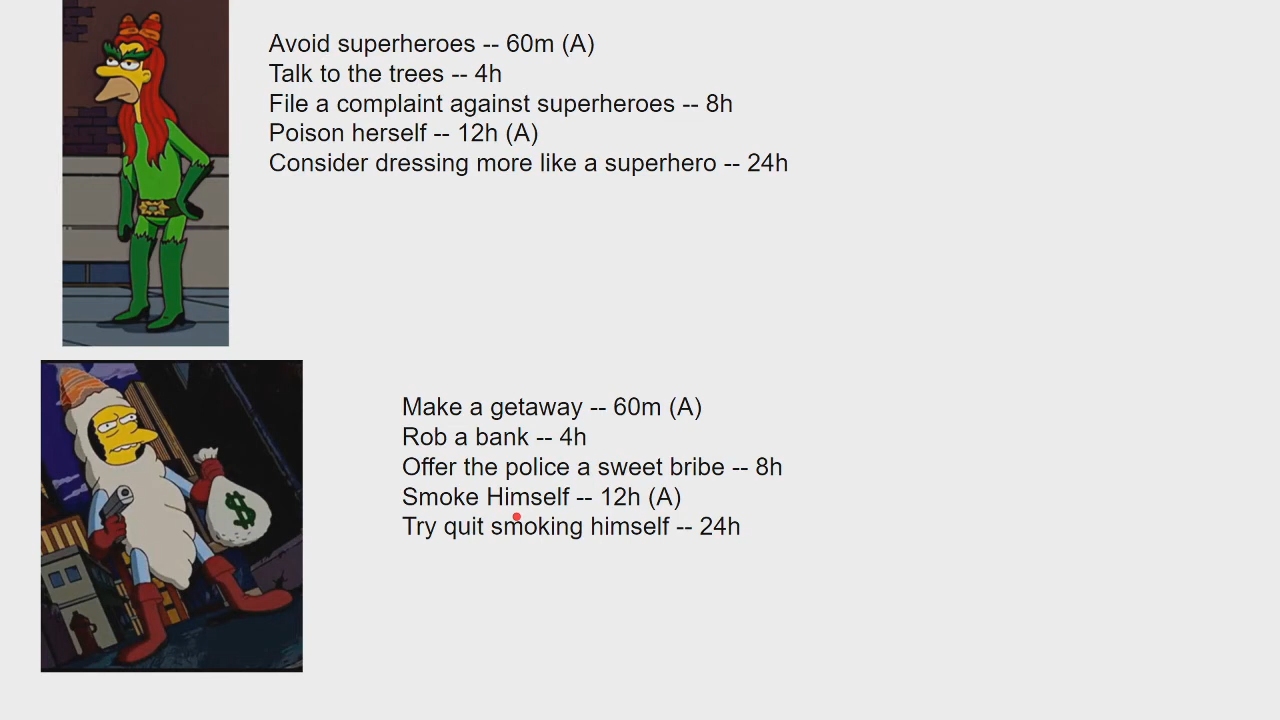 Avoid superheroes -- 60m (A)
Talk to the trees -- 4h
File a complaint against superheroes -- 8h
Poison herself -- 12h (A)
Consider dressing more like a superhero -- 24h
Make a getaway -- 60m (A)
Rob a bank -- 4h
Offer the police a sweet bribe -- 8h
Smoke Himself -- 12h (A)
Try quit smoking himself -- 24h
$